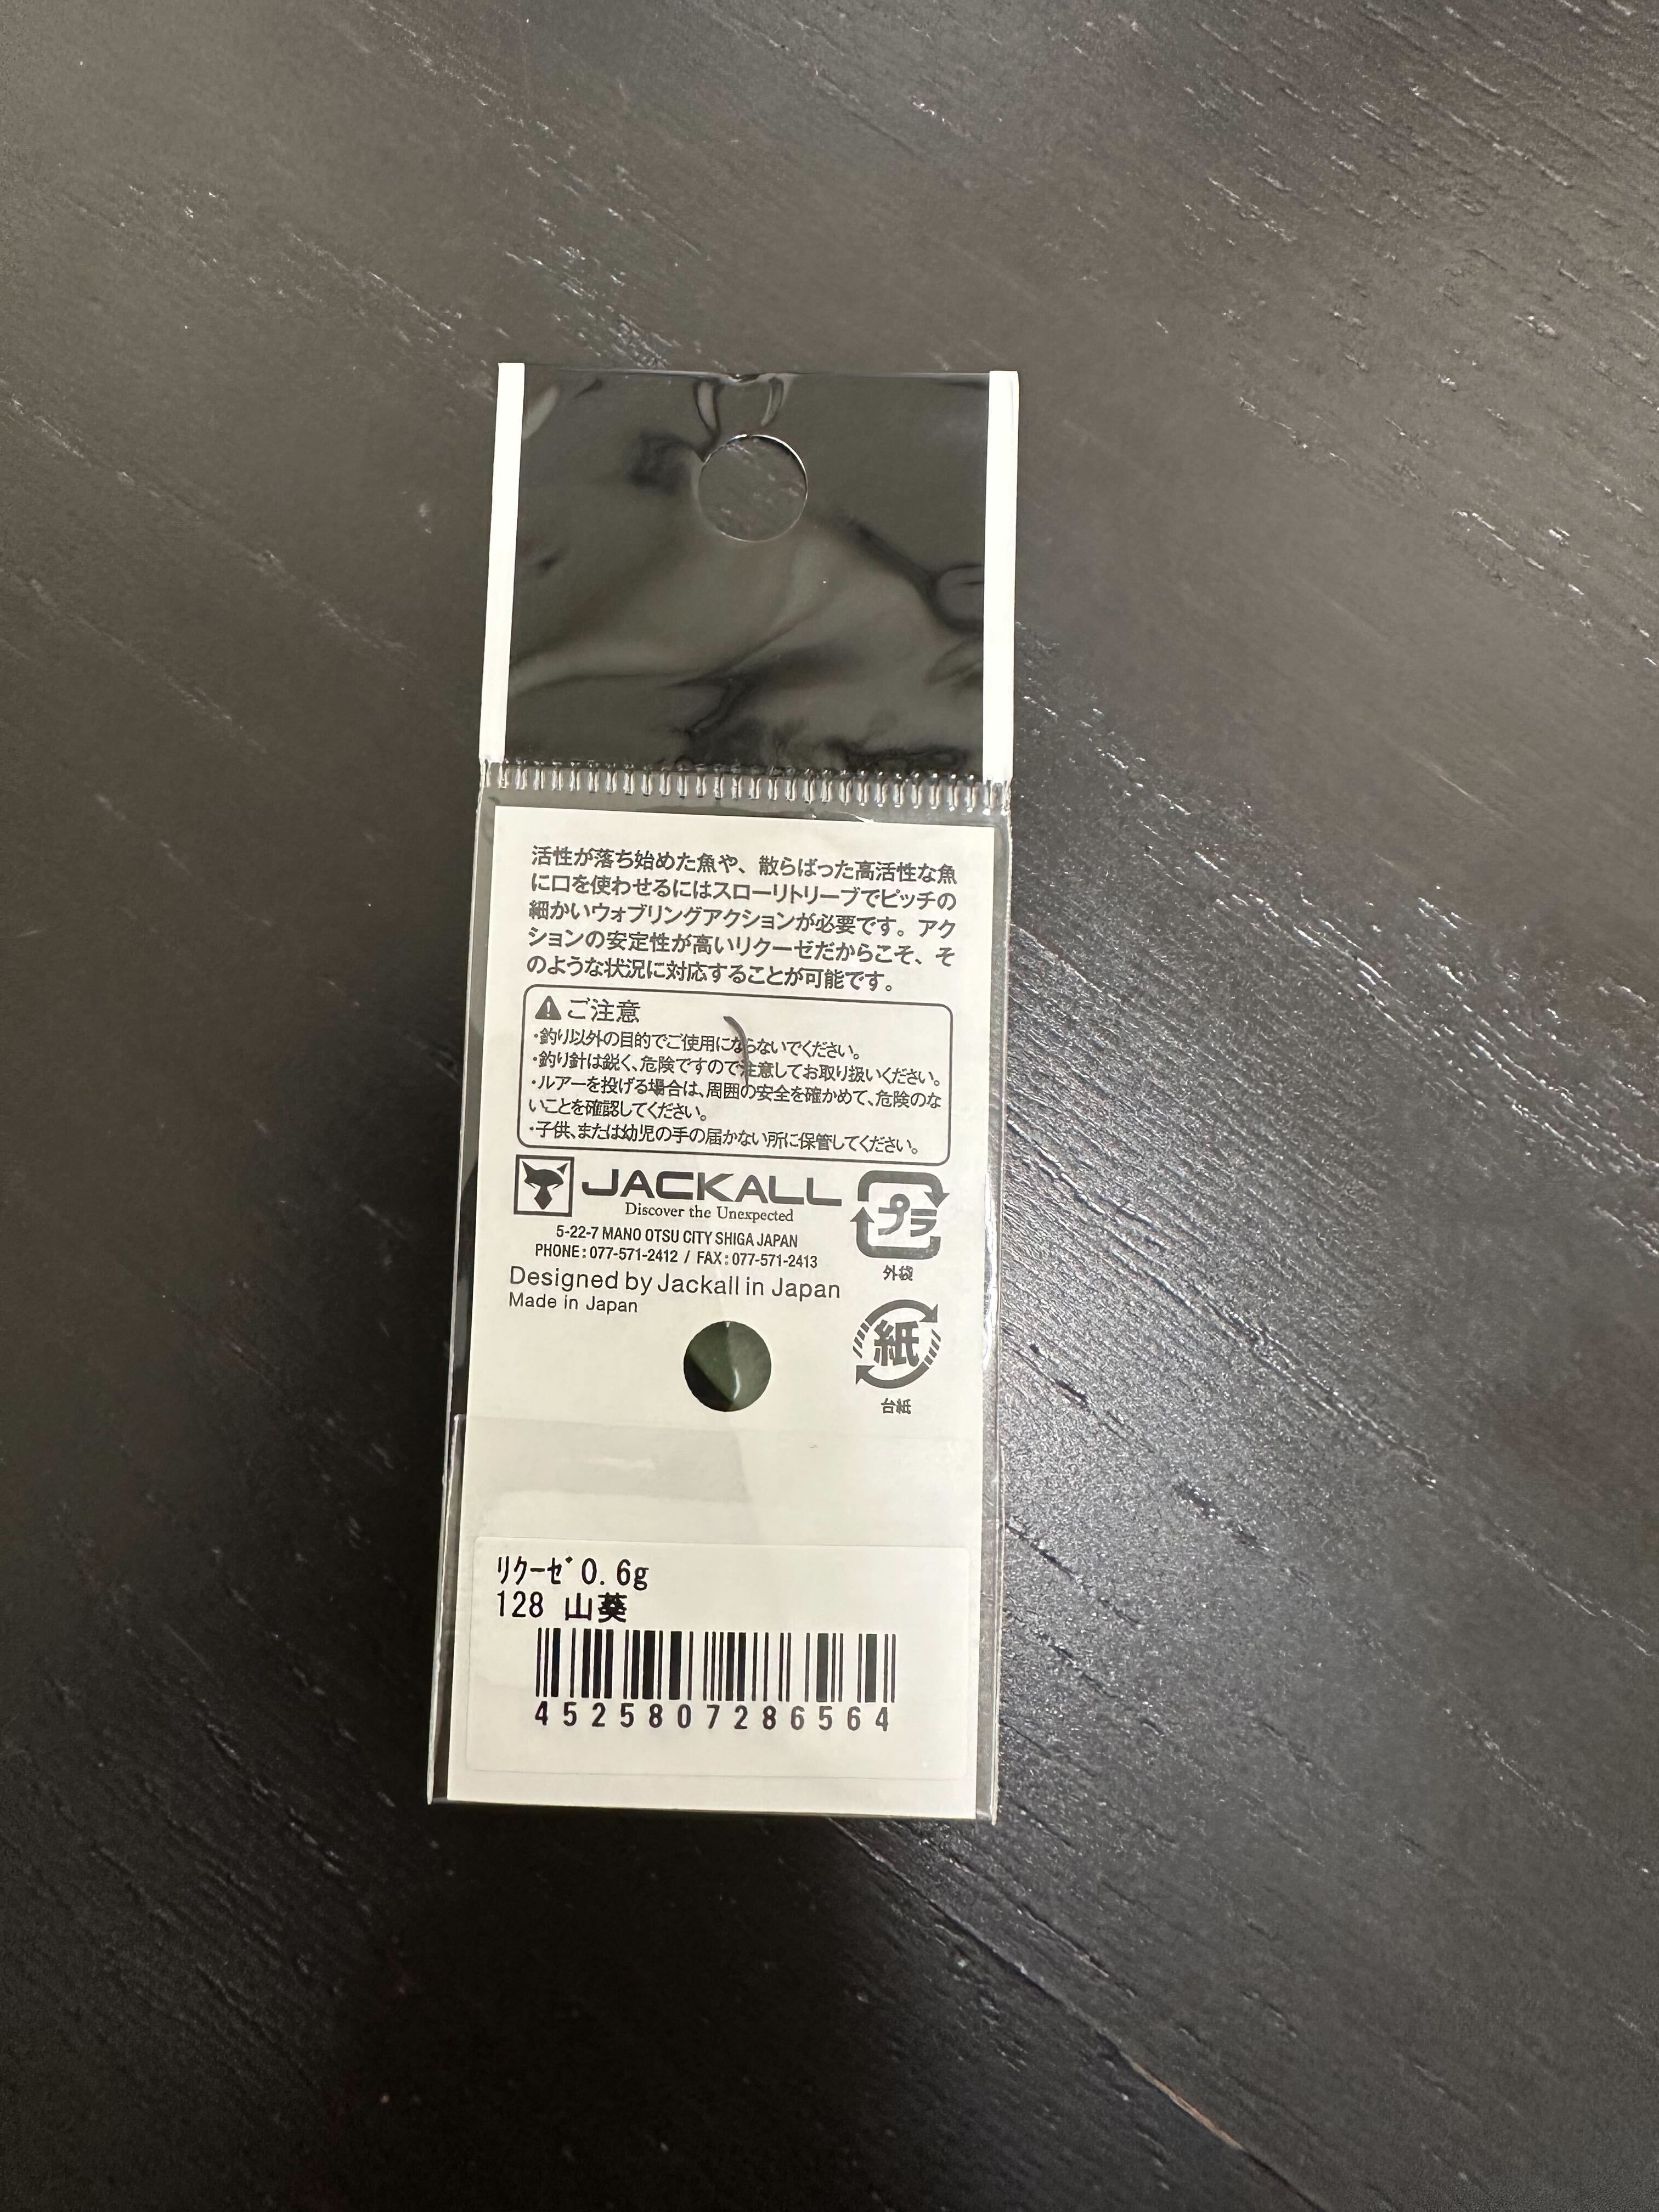 活性が落ち始めた魚や、散らばった高活性な魚
に口を使わせるにはスローリトリーブでピッチの
細かいウォブリングアクションが必要です。アク
ションの安定性が高いリクーゼだからこそ、そ
のような状況に対応することが可能です。
ご注意
・釣り以外の目的でご使用にならないでください。
・釣り針は鋭く、危険ですので注意してお取り扱いください。
・ルアーを投げる場合は、周囲の安全を確かめて、危険のな
いことを確認してください。
・子供、または幼児の手の届かない所に保管してください。
JACKALL
Discover the Unexpected
5-22-7 MANO OTSU CITY SHIGA JAPAN
PHONE:077-571-2412 / FAX:077-571-2413
Designed by Jackall in Japan
Made in Japan
プラ
外袋
紙
台紙
ﾘｸｰｾﾞ0.6g
128 山葵
4525807286564